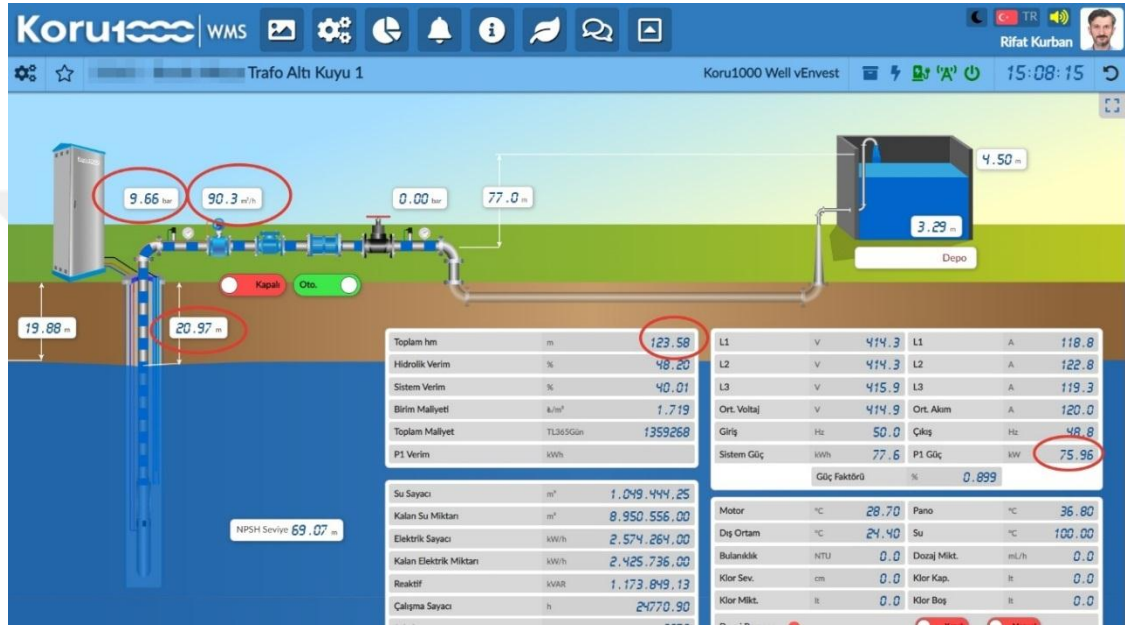 Koru1000 WMS TR
Rifat Kurban
Trafo Altı Kuyu 1 Koru1000 Well vEnvest 15:08:15
4.50 m
9.66 bar 90.3 m³/h 0.00 bar 77.0 m
3.29 m
Depo
Kapalı Oto.
19.88 m 20.97 m
Toplam hm m 123.58
Hidrolik Verim % 48.20
Sistem Verim % 40.01
Birim Maliyeti ₺/m³ 1.719
Toplam Maliyet TL365Gün 1359268
P1 Verim kWh
L1 V 414.3 L1 A 118.8
L2 V 414.3 L2 A 122.8
L3 V 415.9 L3 A 119.3
Ort. Voltaj V 414.9 Ort. Akım A 120.0
Giriş Hz 50.0 Çıkış Hz 48.8
Sistem Güç kWh 77.6 P1 Güç kW 75.96
Güç Faktörü % 0.899
NPSH Seviye 69.07 m
Su Sayacı m³ 1.049.444,25
Kalan Su Miktarı m³ 8.950.556,00
Elektrik Sayacı kW/h 2.574.264,00
Kalan Elektrik Miktarı kW/h 2.425.736,00
Reaktif kVAR 1.173.849,13
Çalışma Sayacı h 24770.90
Motor °C 28.70 Pano °C 36.80
Dış Ortam °C 24.40 Su °C 100.00
Bulanıklık NTU 0.0 Dozaj Mikt. mL/h 0.0
Klor Sev. cm 0.0 Klor Kap. lt 0.0
Klor Mikt. lt 0.0 Klor Boş lt 0.0